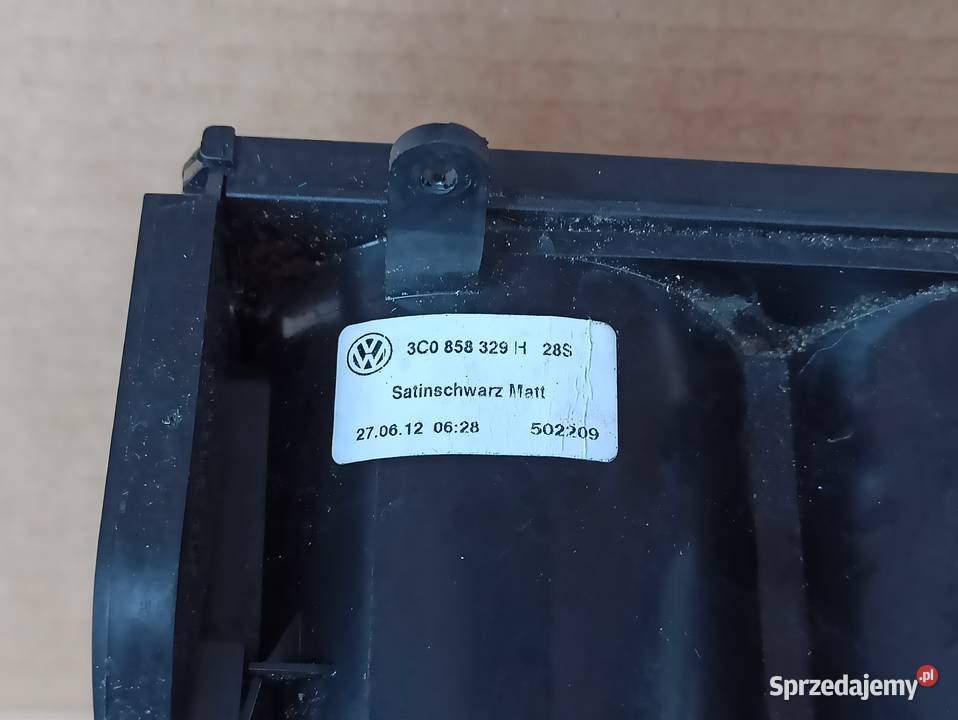 3C0 858 329 H 28S
Satinschwarz Matt
27.06.12 06:28 502209
Sprzedajemy.pl